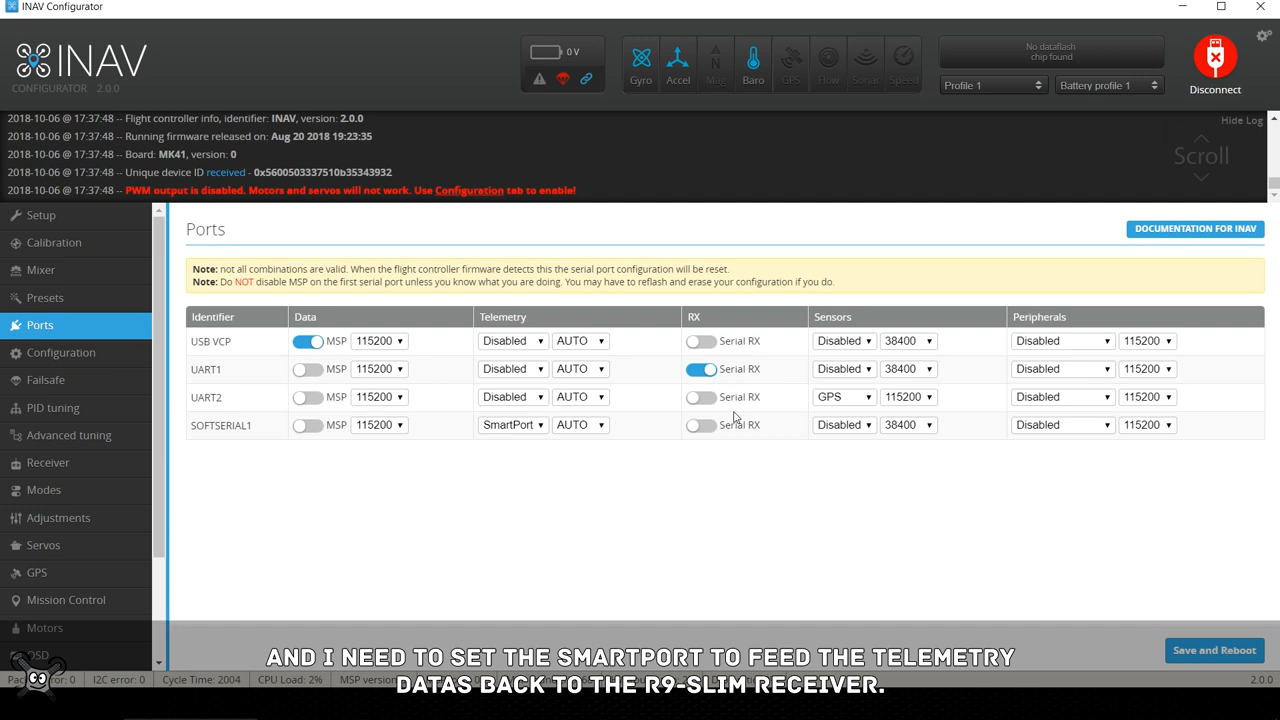 INAV Configurator
INAV
CONFIGURATOR 2.0.0
0 V
Gyro Accel Mag Baro GPS Flow Sonar Speed
No dataflash
chip found
Profile 1
Battery profile 1
Disconnect
2018-10-06 @ 17:37:48 -- Flight controller info, identifier: INAV, version: 2.0.0
2018-10-06 @ 17:37:48 -- Running firmware released on: Aug 20 2018 19:23:35
2018-10-06 @ 17:37:48 -- Board: MK41, version: 0
2018-10-06 @ 17:37:48 -- Unique device ID received - 0x5600503337510b35343932
2018-10-06 @ 17:37:48 -- PWM output is disabled. Motors and servos will not work. Use Configuration tab to enable!
Hide Log
Scroll
Setup
Calibration
Mixer
Presets
Ports
Configuration
Failsafe
PID tuning
Advanced tuning
Receiver
Modes
Adjustments
Servos
GPS
Mission Control
Motors
OSD
Ports
DOCUMENTATION FOR INAV
Note: not all combinations are valid. When the flight controller firmware detects this the serial port configuration will be reset.
Note: Do NOT disable MSP on the first serial port unless you know what you are doing. You may have to reflash and erase your configuration if you do.
Identifier Data Telemetry RX Sensors Peripherals
USB VCP MSP 115200 Disabled AUTO Serial RX Disabled 38400 Disabled 115200
UART1 MSP 115200 Disabled AUTO Serial RX Disabled 38400 Disabled 115200
UART2 MSP 115200 Disabled AUTO Serial RX GPS 115200 Disabled 115200
SOFTSERIAL1 MSP 115200 SmartPort AUTO Serial RX Disabled 38400 Disabled 115200
Save and Reboot
AND I NEED TO SET THE SMARTPORT TO FEED THE TELEMETRY
DATAS BACK TO THE R9-SLIM RECEIVER.
error: 0 I2C error: 0 Cycle Time: 2004 CPU Load: 2% MSP version: 2.0.0